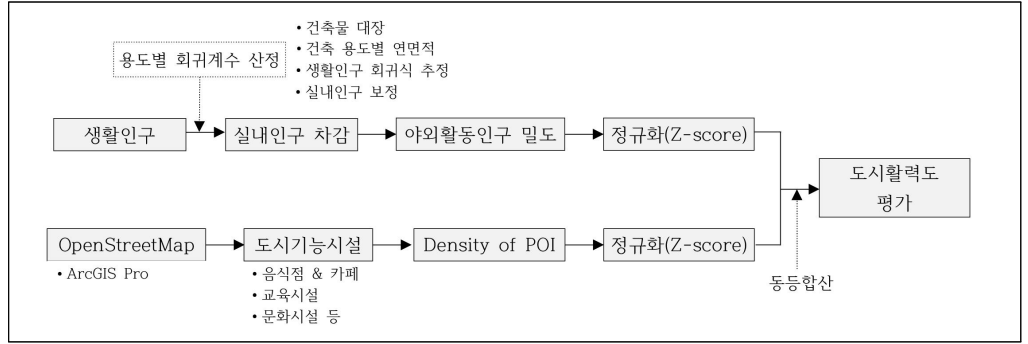 • 건축물 대장
• 건축 용도별 연면적
• 생활인구 회귀식 추정
• 실내인구 보정
용도별 회귀계수 산정
생활인구
실내인구 차감
야외활동인구 밀도
정규화(Z-score)
도시활력도
평가
OpenStreetMap
도시기능시설
Density of POI
정규화(Z-score)
• ArcGIS Pro
• 음식점 & 카페
• 교육시설
• 문화시설 등
동등합산